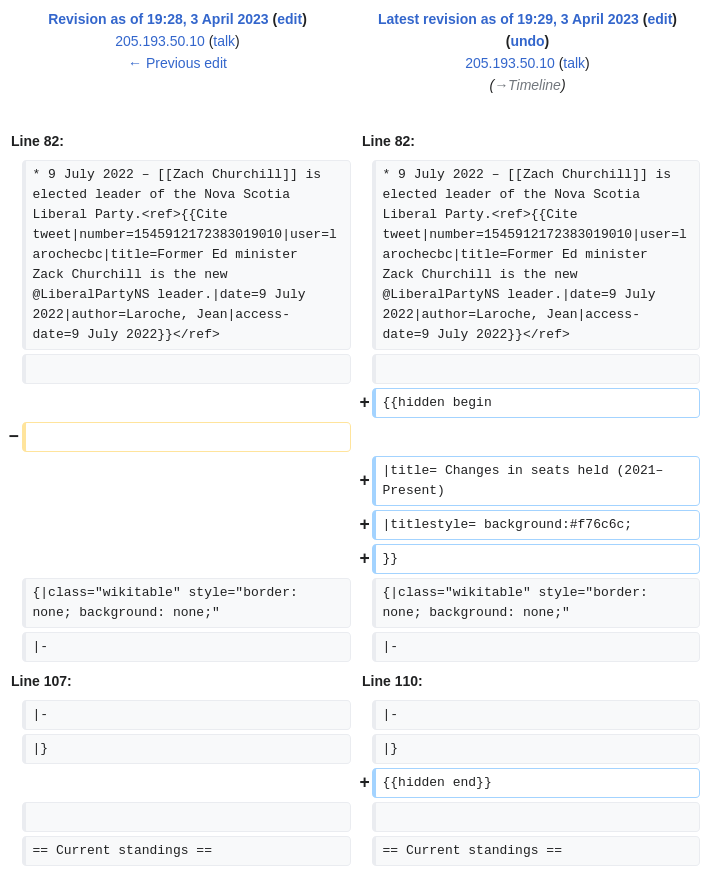 Revision as of 19:28, 3 April 2023 (edit)
205.193.50.10 (talk)
← Previous edit
Latest revision as of 19:29, 3 April 2023 (edit)
(undo)
205.193.50.10 (talk)
(→Timeline)
Line 82:
Line 82:
* 9 July 2022 – [[Zach Churchill]] is
elected leader of the Nova Scotia
Liberal Party.<ref>{{Cite
tweet|number=1545912172383019010|user=l
arochecbc|title=Former Ed minister
Zack Churchill is the new
@LiberalPartyNS leader.|date=9 July
2022|author=Laroche, Jean|access-
date=9 July 2022}}</ref>
* 9 July 2022 – [[Zach Churchill]] is
elected leader of the Nova Scotia
Liberal Party.<ref>{{Cite
tweet|number=1545912172383019010|user=l
arochecbc|title=Former Ed minister
Zack Churchill is the new
@LiberalPartyNS leader.|date=9 July
2022|author=Laroche, Jean|access-
date=9 July 2022}}</ref>
+ {{hidden begin
−
+ |title= Changes in seats held (2021–
Present)
+ |titlestyle= background:#f76c6c;
+ }}
{|class="wikitable" style="border:
none; background: none;"
{|class="wikitable" style="border:
none; background: none;"
|-
|-
Line 107:
Line 110:
|-
|-
|}
|}
+ {{hidden end}}
== Current standings ==
== Current standings ==